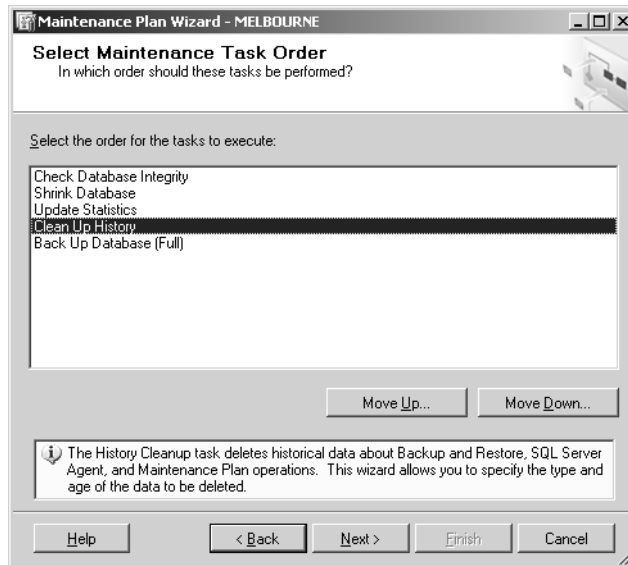 Maintenance Plan Wizard - MELBOURNE
Select Maintenance Task Order
In which order should these tasks be performed?
Select the order for the tasks to execute:
Check Database Integrity
Shrink Database
Update Statistics
Clean Up History
Back Up Database (Full)
Move Up... Move Down...
The History Cleanup task deletes historical data about Backup and Restore, SQL Server
Agent, and Maintenance Plan operations. This wizard allows you to specify the type and
age of the data to be deleted.
Help < Back Next > Finish Cancel